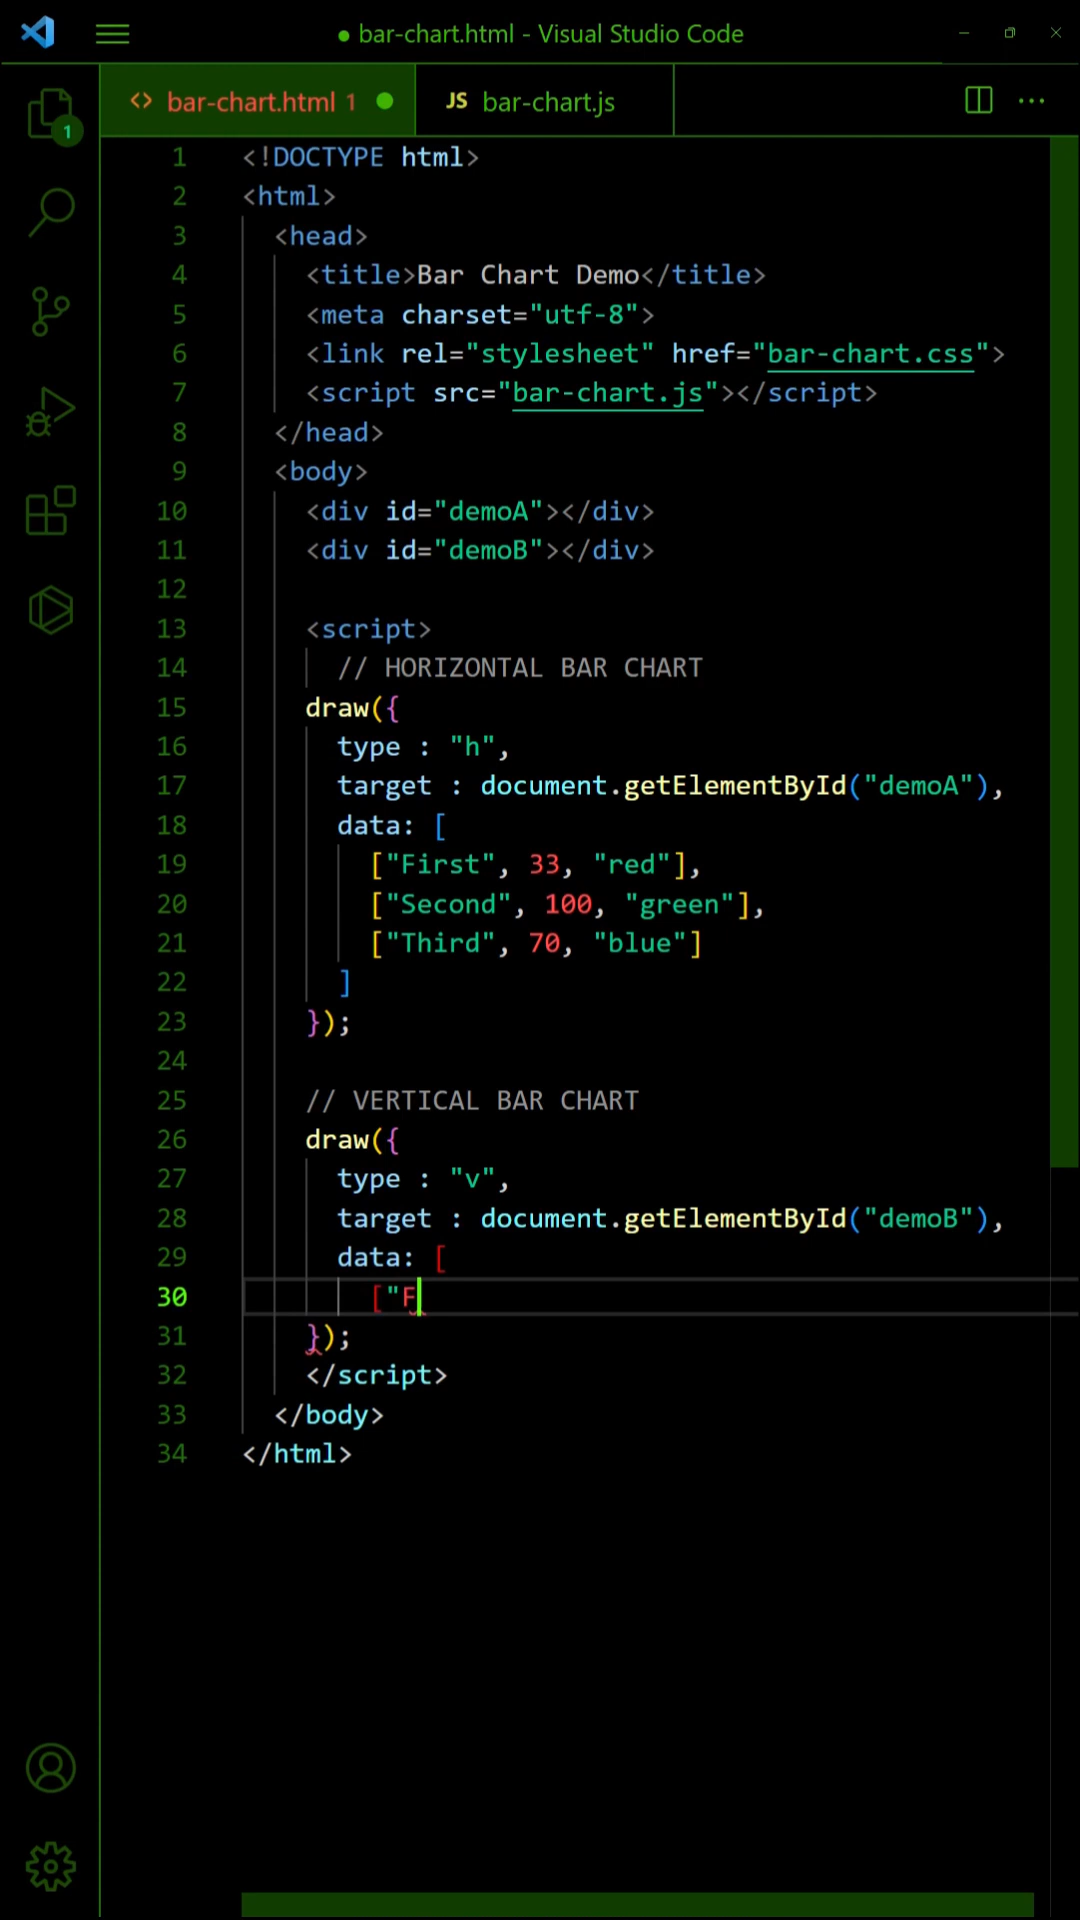 ● bar-chart.html - Visual Studio Code
<> bar-chart.html 1 ●
JS bar-chart.js
1
1 <!DOCTYPE html>
2 <html>
3 <head>
4 <title>Bar Chart Demo</title>
5 <meta charset="utf-8">
6 <link rel="stylesheet" href="bar-chart.css">
7 <script src="bar-chart.js"></script>
8 </head>
9 <body>
10 <div id="demoA"></div>
11 <div id="demoB"></div>
12
13 <script>
14 // HORIZONTAL BAR CHART
15 draw({
16 type : "h",
17 target : document.getElementById("demoA"),
18 data: [
19 ["First", 33, "red"],
20 ["Second", 100, "green"],
21 ["Third", 70, "blue"]
22 ]
23 });
24
25 // VERTICAL BAR CHART
26 draw({
27 type : "v",
28 target : document.getElementById("demoB"),
29 data: [
30 ["F
31 });
32 </script>
33 </body>
34 </html>